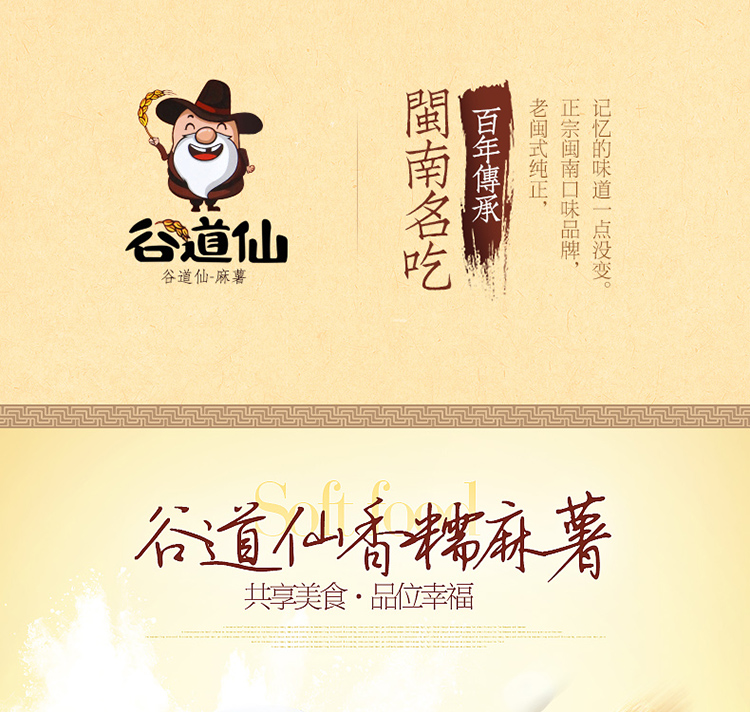 谷道仙
谷道仙-麻薯
閩南名吃
百年傳承
老闽式纯正，
正宗闽南口味品牌，
记忆的味道一点没变。
Soft food
谷道仙香糯麻薯
共享美食·品位幸福